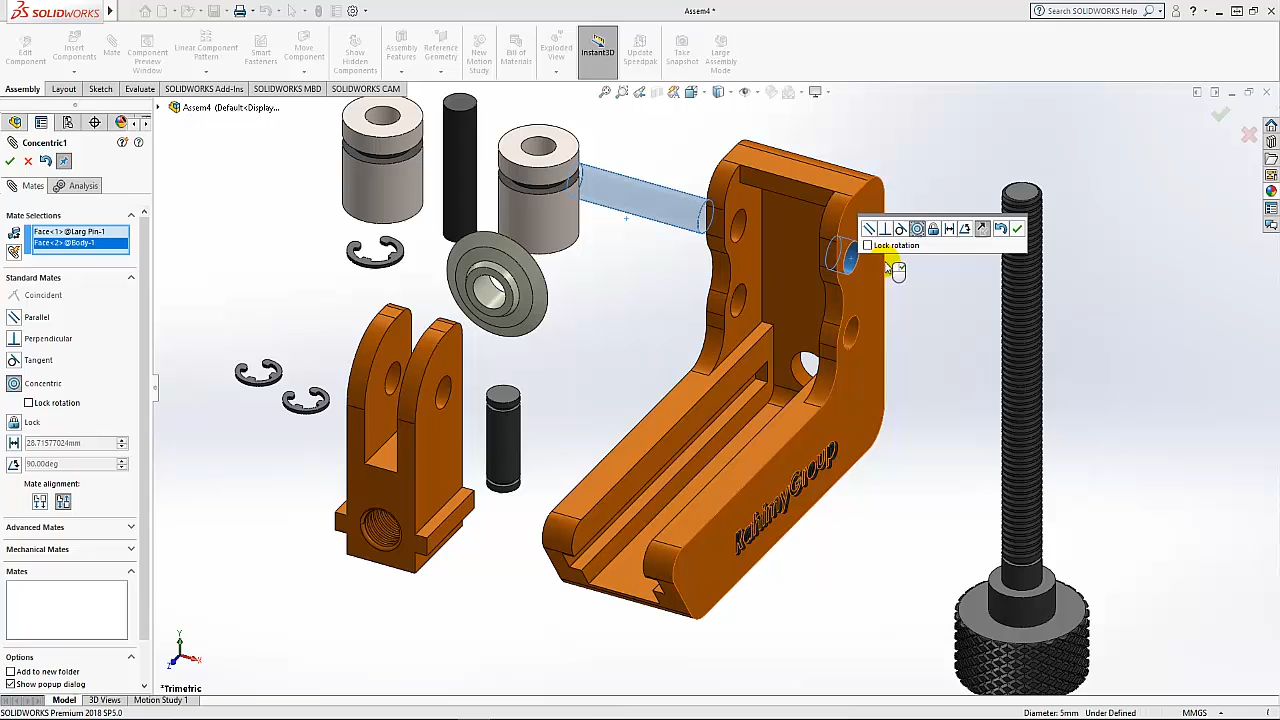 SOLIDWORKS
Assem4 *
Search SOLIDWORKS Help
Edit Component
Insert Components
Mate
Component Preview Window
Linear Component Pattern
Smart Fasteners
Move Component
Show Hidden Components
Assembly Features
Reference Geometry
New Motion Study
Bill of Materials
Exploded View
Instant3D
Update Speedpak
Take Snapshot
Large Assembly Mode
Assembly
Layout
Sketch
Evaluate
SOLIDWORKS Add-Ins
SOLIDWORKS MBD
SOLIDWORKS CAM
Assem4 (Default<Display...
Concentric1
Mates
Analysis
Mate Selections
Face<1>@Larg Pin-1
Face<2>@Body-1
Standard Mates
Coincident
Parallel
Perpendicular
Tangent
Concentric
Lock rotation
Lock
28.71577024mm
90.00deg
Mate alignment:
Advanced Mates
Mechanical Mates
Mates
Options
Add to new folder
Show popup dialog
Lock rotation
RahimyGroup
Y
X
Z
*Trimetric
Model
3D Views
Motion Study 1
SOLIDWORKS Premium 2018 SP5.0
Diameter: 5mm
Under Defined
MMGS